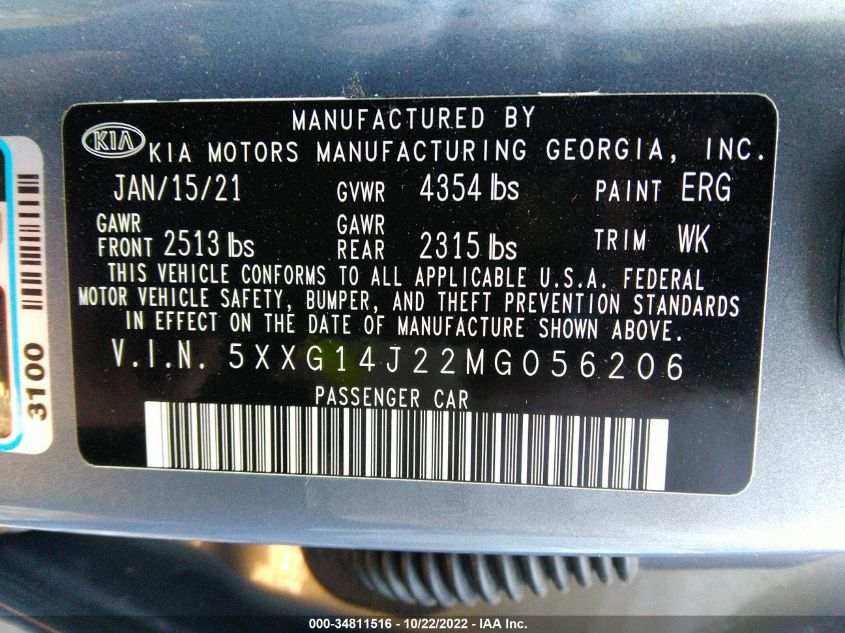 MANUFACTURED BY
KIA KIA MOTORS MANUFACTURING GEORGIA, INC.
JAN/15/21 GVWR 4354 lbs PAINT ERG
GAWR FRONT 2513 lbs GAWR REAR 2315 lbs TRIM WK
THIS VEHICLE CONFORMS TO ALL APPLICABLE U.S.A. FEDERAL
MOTOR VEHICLE SAFETY, BUMPER, AND THEFT PREVENTION STANDARDS
IN EFFECT ON THE DATE OF MANUFACTURE SHOWN ABOVE.
V.I.N. 5XXG14J22MG056206
PASSENGER CAR
3100
000-34811516 - 10/22/2022 - IAA Inc.